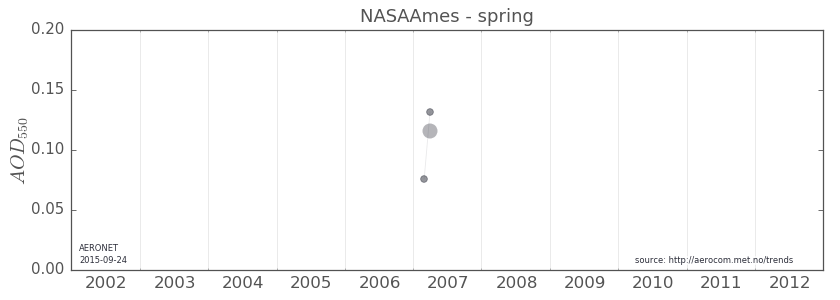 NASAAmes - spring
0.20
0.15
0.10
0.05
0.00
AOD550
AERONET
2015-09-24
source: http://aerocom.met.no/trends
2002 2003 2004 2005 2006 2007 2008 2009 2010 2011 2012